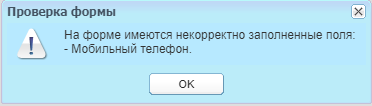 Проверка формы
На форме имеются некорректно заполненные поля:
- Мобильный телефон.
OK